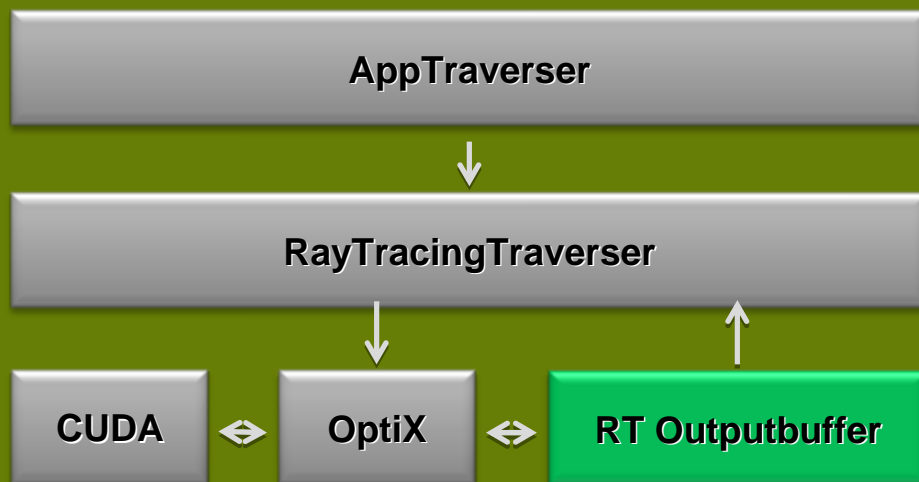 AppTraverser
RayTracingTraverser
CUDA
OptiX
RT Outputbuffer